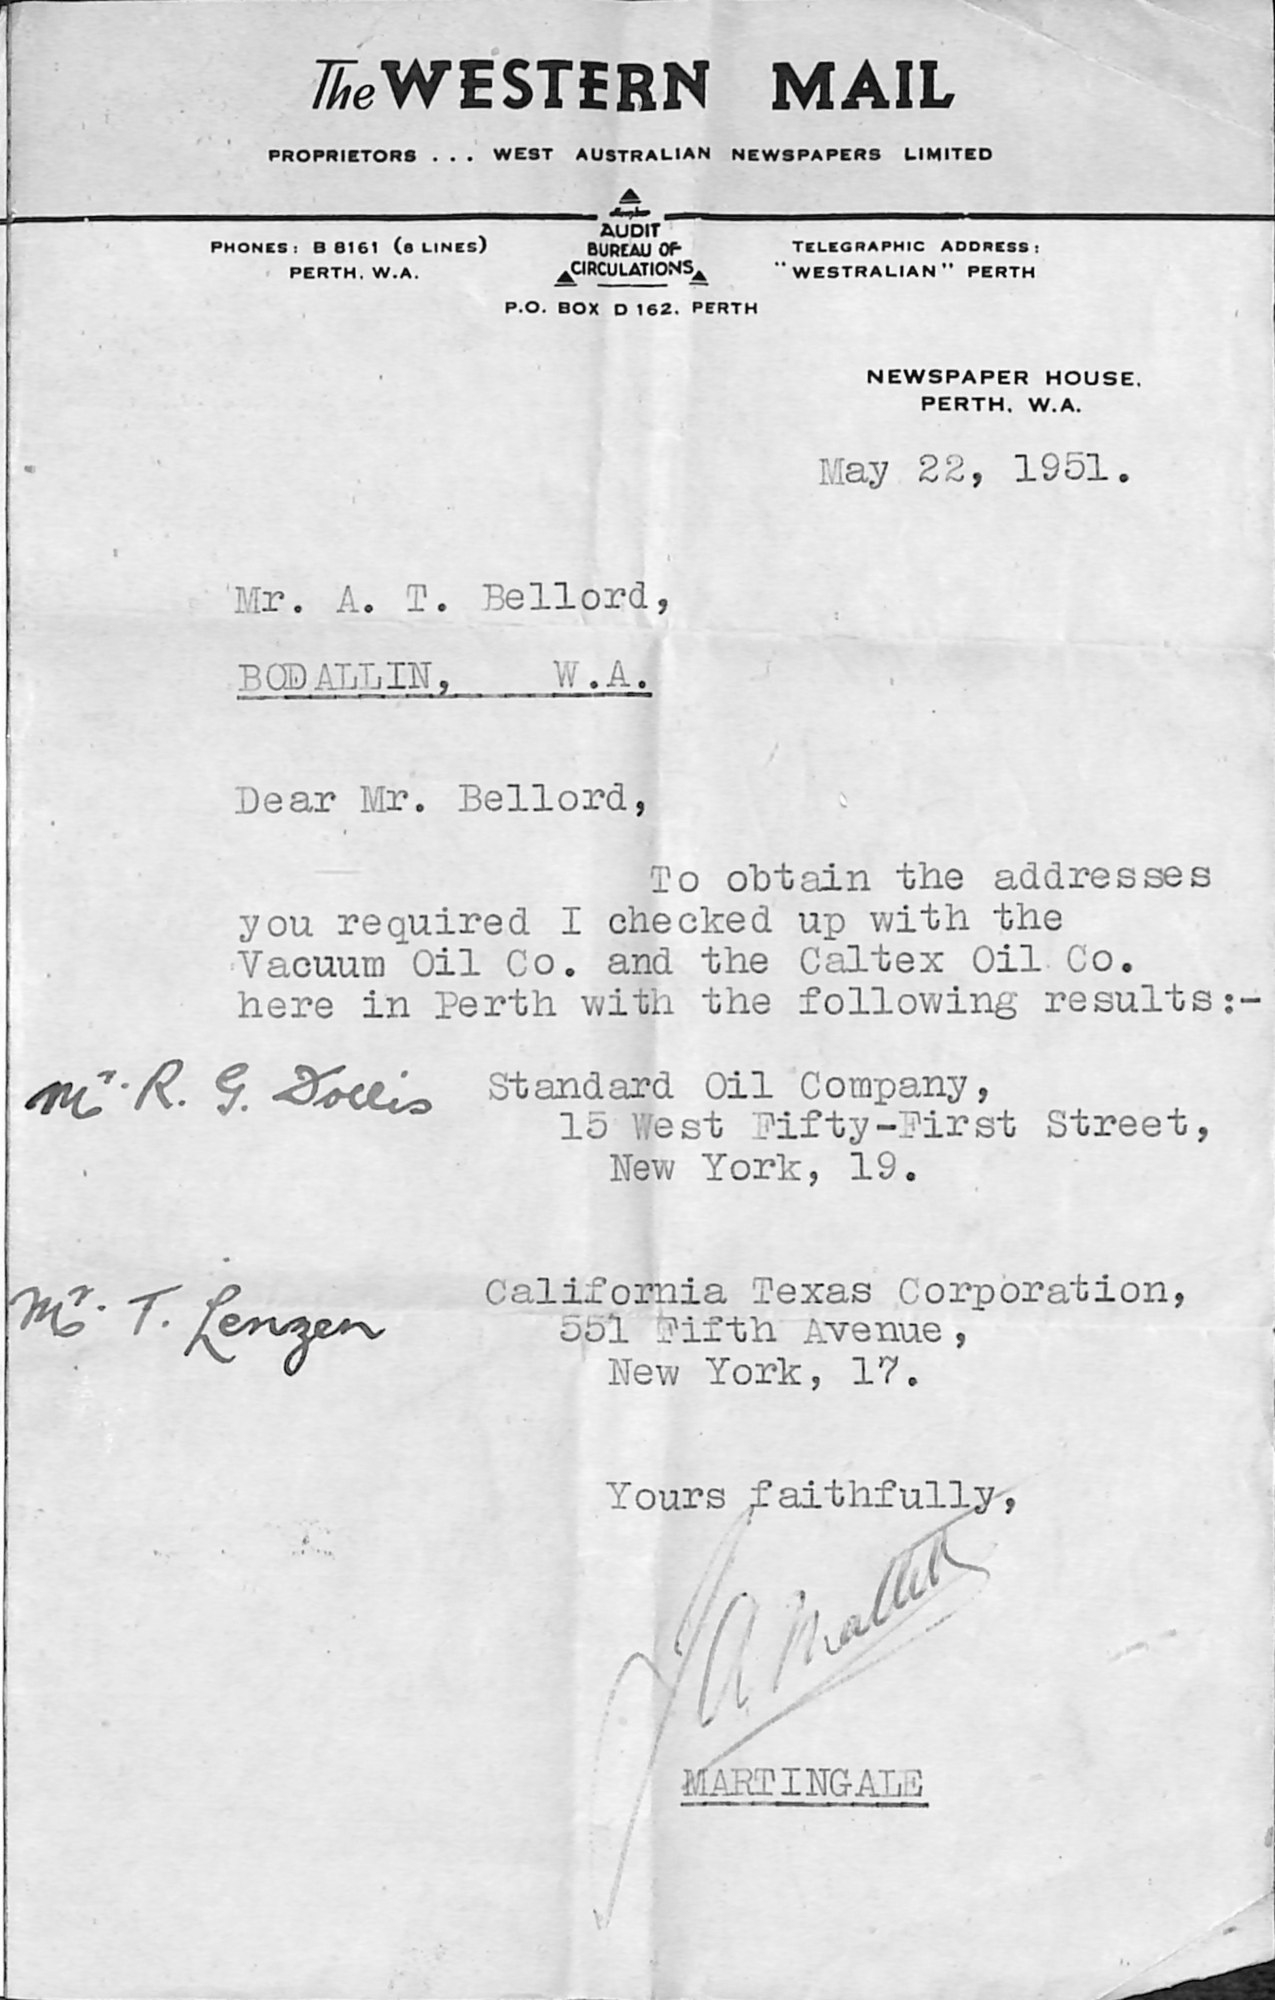 The WESTERN MAIL
PROPRIETORS ... WEST AUSTRALIAN NEWSPAPERS LIMITED
AUDIT
BUREAU OF
CIRCULATIONS
PHONES: B 8161 (8 LINES)
PERTH, W.A.
TELEGRAPHIC ADDRESS:
"WESTRALIAN" PERTH
P.O. BOX D 162, PERTH
NEWSPAPER HOUSE,
PERTH, W.A.
May 22, 1951.
Mr. A. T. Bellord,
BODALLIN, W.A.
Dear Mr. Bellord,
To obtain the addresses
you required I checked up with the
Vacuum Oil Co. and the Caltex Oil Co.
here in Perth with the following results:-
Mr. R. G. Dollis
Standard Oil Company,
15 West Fifty-First Street,
New York, 19.
Mr. T. Lenzen
California Texas Corporation,
551 Fifth Avenue,
New York, 17.
Yours faithfully,
MARTINGALE